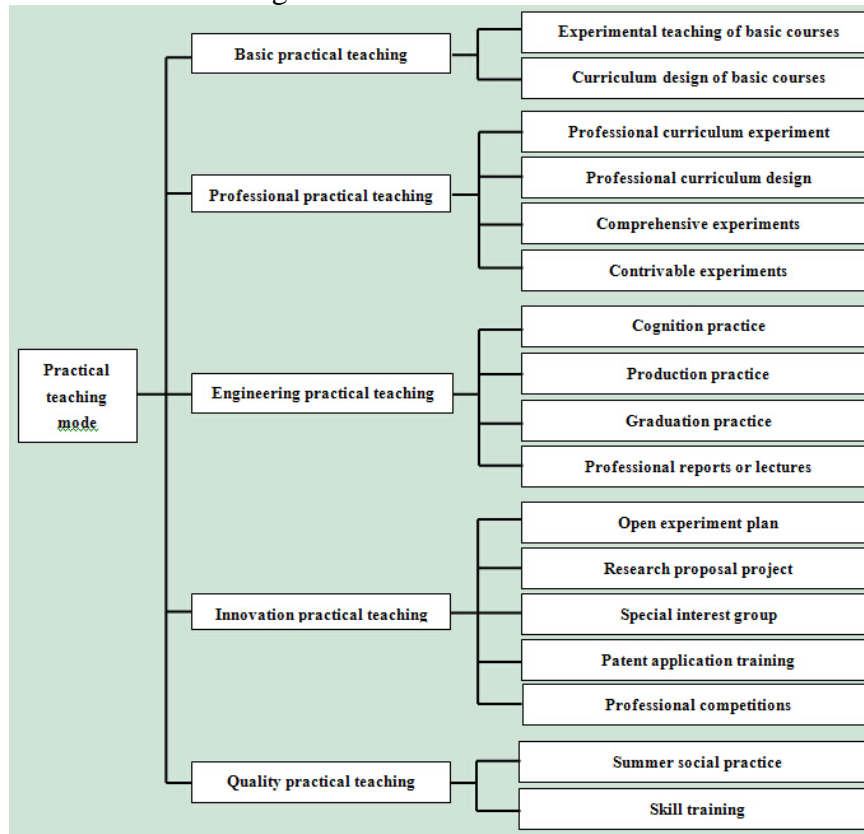 Basic practical teaching
Experimental teaching of basic courses
Curriculum design of basic courses
Professional practical teaching
Professional curriculum experiment
Professional curriculum design
Comprehensive experiments
Contrivable experiments
Practical
teaching
mode
Engineering practical teaching
Cognition practice
Production practice
Graduation practice
Professional reports or lectures
Innovation practical teaching
Open experiment plan
Research proposal project
Special interest group
Patent application training
Professional competitions
Quality practical teaching
Summer social practice
Skill training